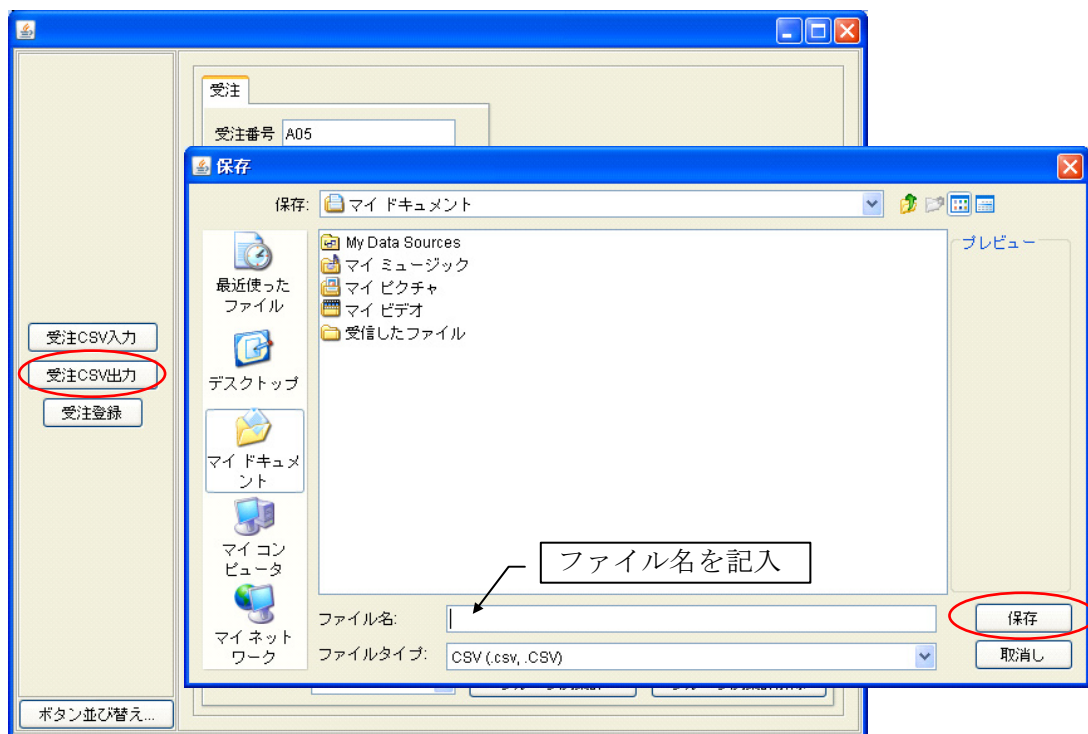 受注
受注番号 A05
保存
保存: マイ ドキュメント
My Data Sources
マイ ミュージック
マイ ピクチャ
マイ ビデオ
受信したファイル
プレビュー
最近使った
ファイル
デスクトップ
マイ ドキュメ
ント
マイ コン
ピュータ
マイ ネット
ワーク
受注CSV入力
受注CSV出力
受注登録
ファイル名を記入
ファイル名:
保存
ファイルタイプ: CSV (.csv, .CSV)
取消し
ボタン並び替え...